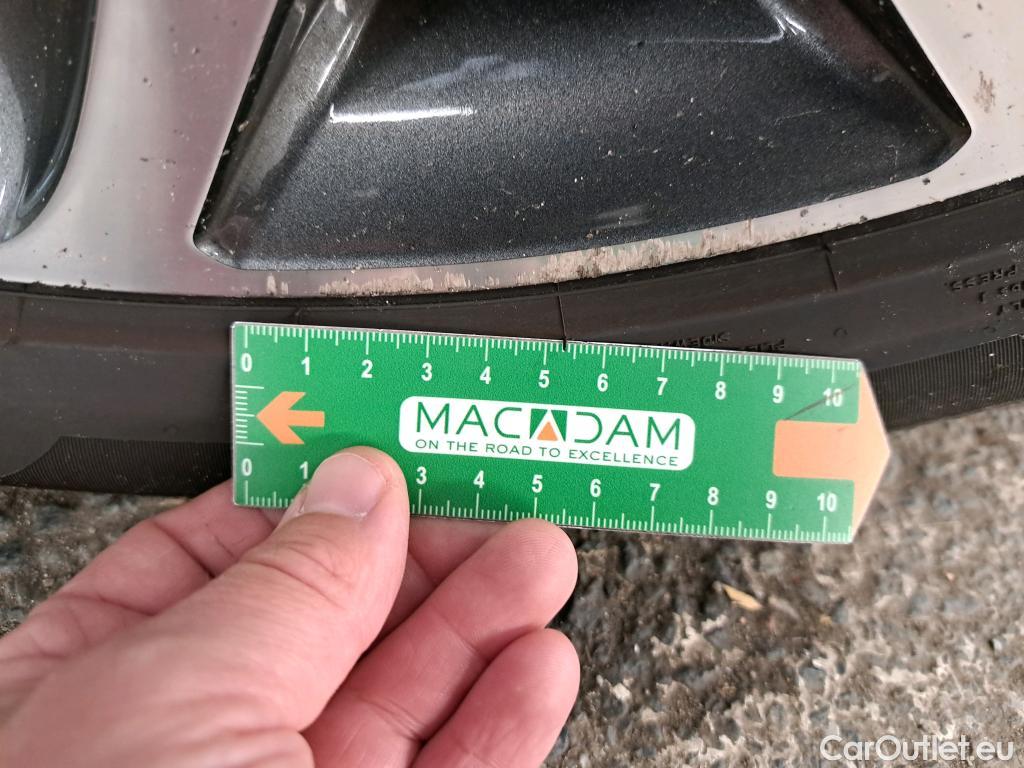 PRESS
0 1 2 3 4 5 6 7 8 9 10
MACADAM
ON THE ROAD TO EXCELLENCE
0 1 3 4 5 6 7 8 9 10
CarOutlet.eu